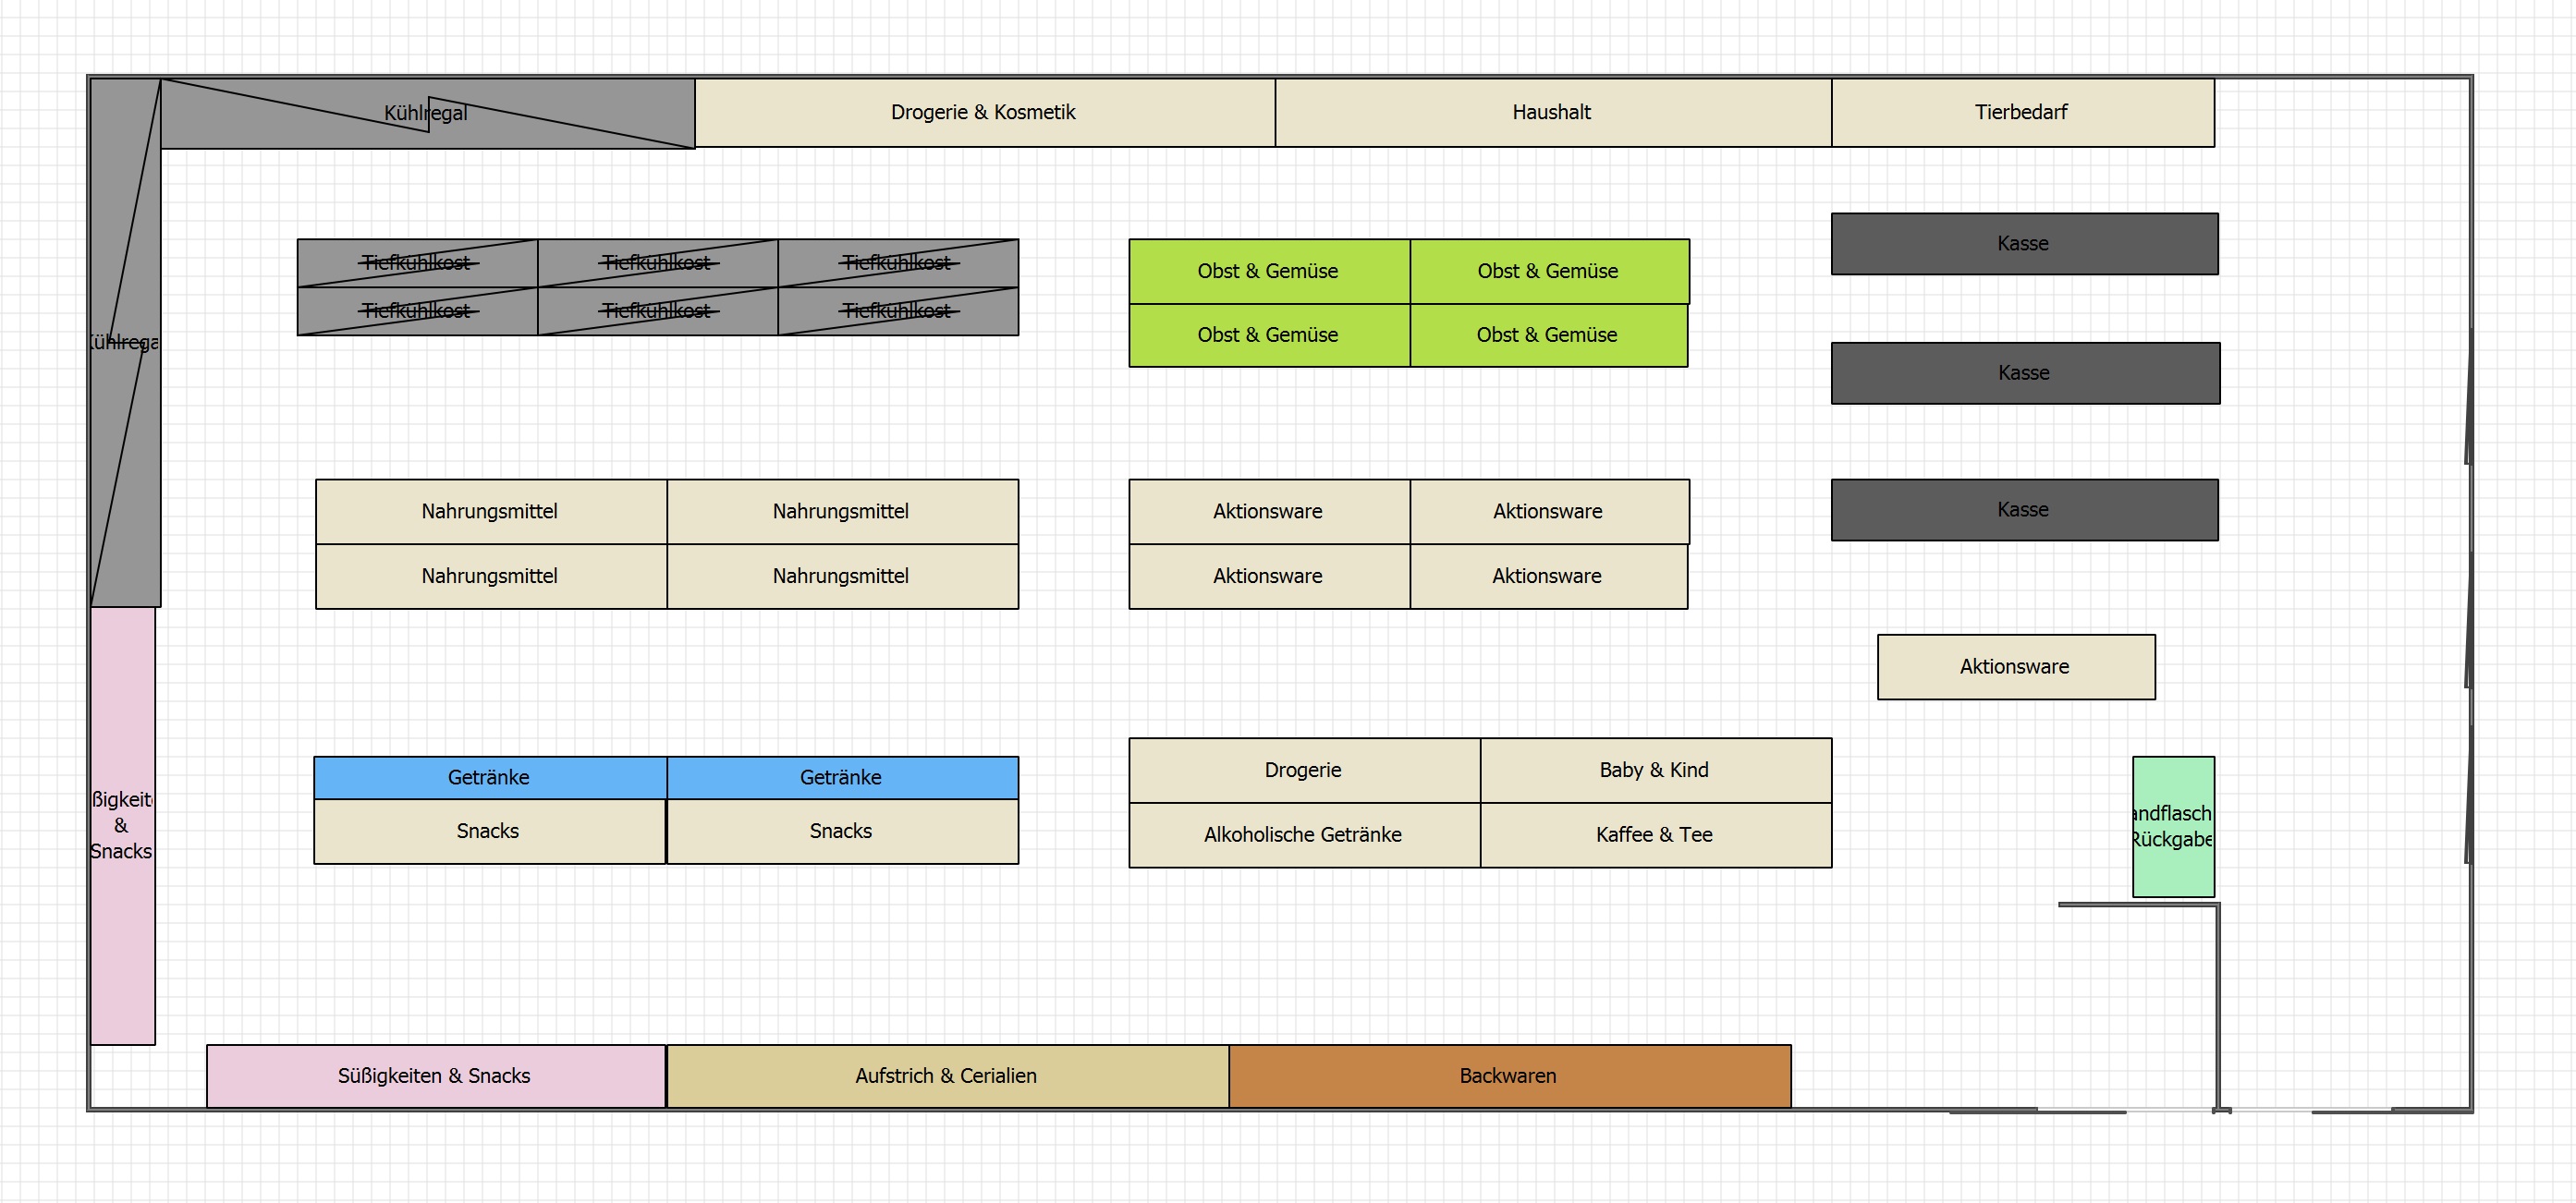 Kühlregal
Drogerie & Kosmetik
Haushalt
Tierbedarf
Kasse
Tiefkühlkost
Tiefkühlkost
Tiefkühlkost
Obst & Gemüse
Obst & Gemüse
Tiefkühlkost
Tiefkühlkost
Tiefkühlkost
Obst & Gemüse
Obst & Gemüse
ühlrega
Kasse
Nahrungsmittel
Nahrungsmittel
Aktionsware
Aktionsware
Kasse
Nahrungsmittel
Nahrungsmittel
Aktionsware
Aktionsware
Aktionsware
Getränke
Getränke
Drogerie
Baby & Kind
ßigkeit
&
Snacks
Snacks
Snacks
Alkoholische Getränke
Kaffee & Tee
andflasch
Rückgabe
Süßigkeiten & Snacks
Aufstrich & Cerialien
Backwaren